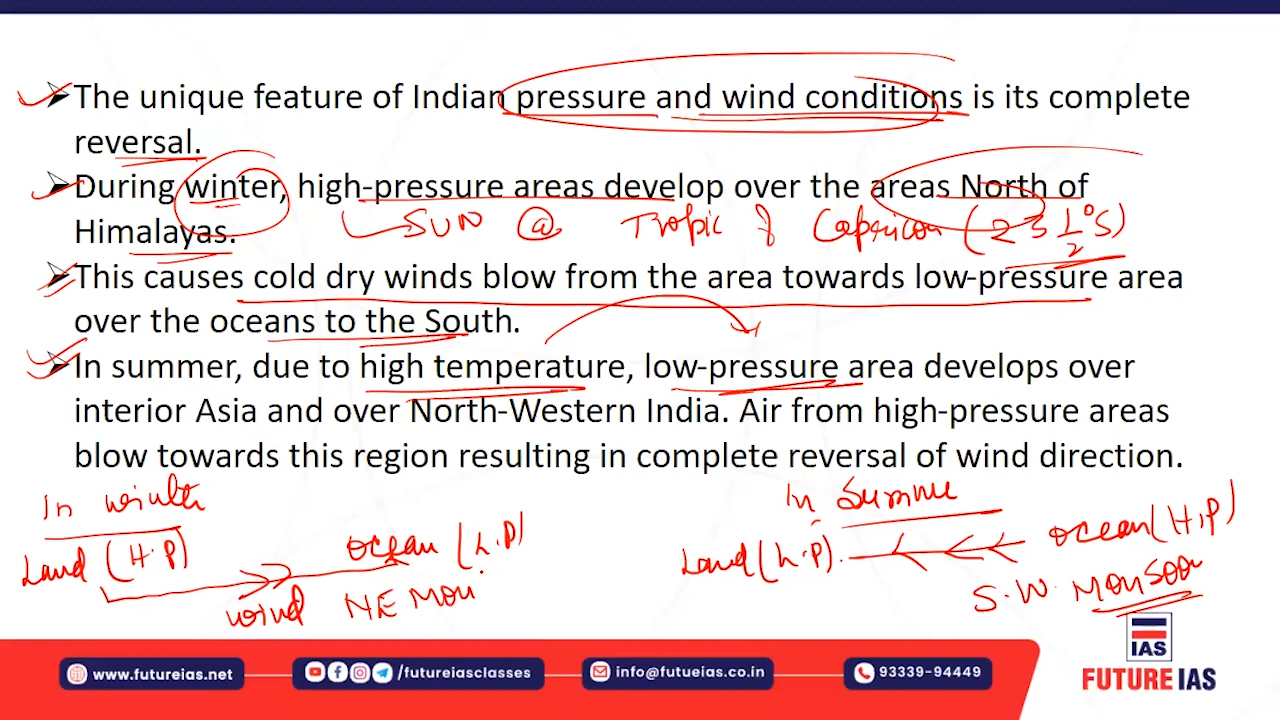 ➢The unique feature of Indian pressure and wind conditions is its complete
reversal.
➢During winter, high-pressure areas develop over the areas North of
Himalayas.
SUN @ Tropic of Capricon (23 1/2° S)
➢This causes cold dry winds blow from the area towards low-pressure area
over the oceans to the South.
➢In summer, due to high temperature, low-pressure area develops over
interior Asia and over North-Western India. Air from high-pressure areas
blow towards this region resulting in complete reversal of wind direction.
In
Land (H.P)
ocean (L.P)
wind NE Mon
In
Land (L.P).
ocean (H.P)
S.W. Monsoon
www.futureias.net
/futureiasclasses
info@futueias.co.in
93339-94449
IAS
FUTURE IAS